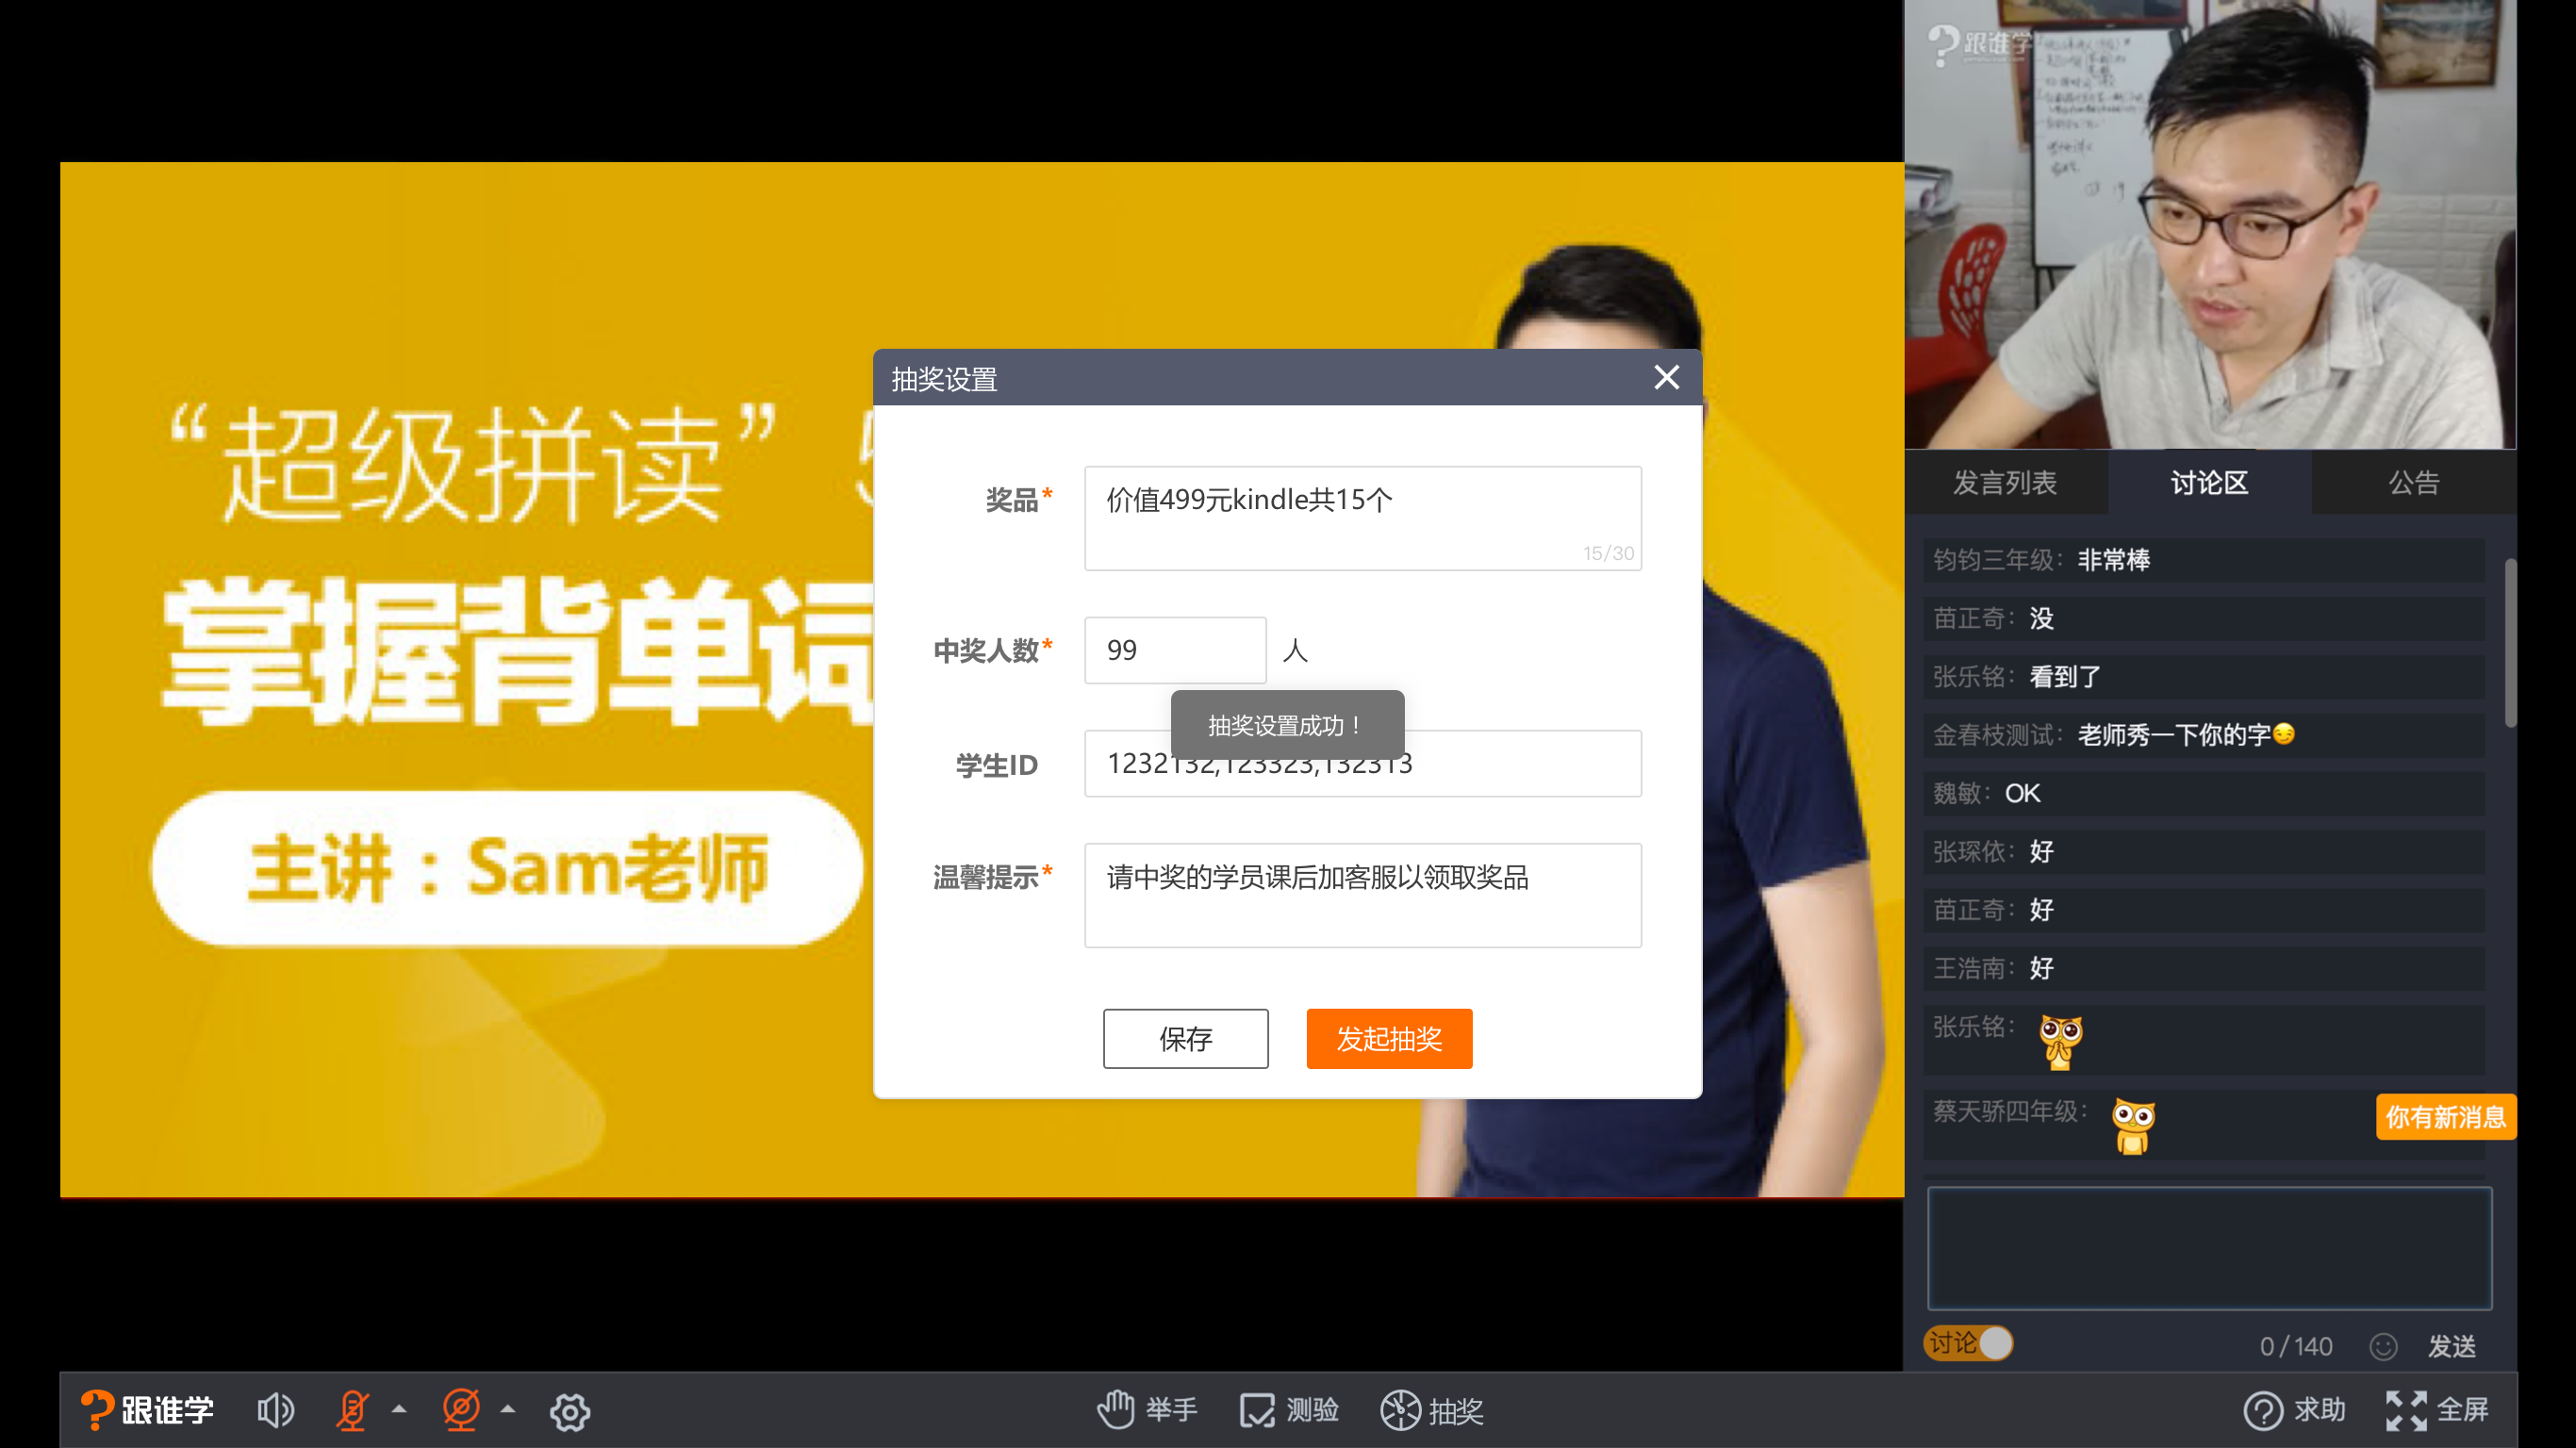 “超级拼读”
掌握背单词
主讲：Sam老师
抽奖设置
奖品*
价值499元kindle共15个
15/30
中奖人数*
99
人
抽奖设置成功！
学生ID
1232132,123323,132313
温馨提示*
请中奖的学员课后加客服以领取奖品
保存
发起抽奖
跟谁学
发言列表
讨论区
公告
钧钧三年级：非常棒
苗正奇：没
张乐铭：看到了
金春枝测试：老师秀一下你的字😏
魏敏：OK
张琛依：好
苗正奇：好
王浩南：好
张乐铭：
蔡天骄四年级：
你有新消息
讨论
0/140
发送
跟谁学
举手
测验
抽奖
求助
全屏